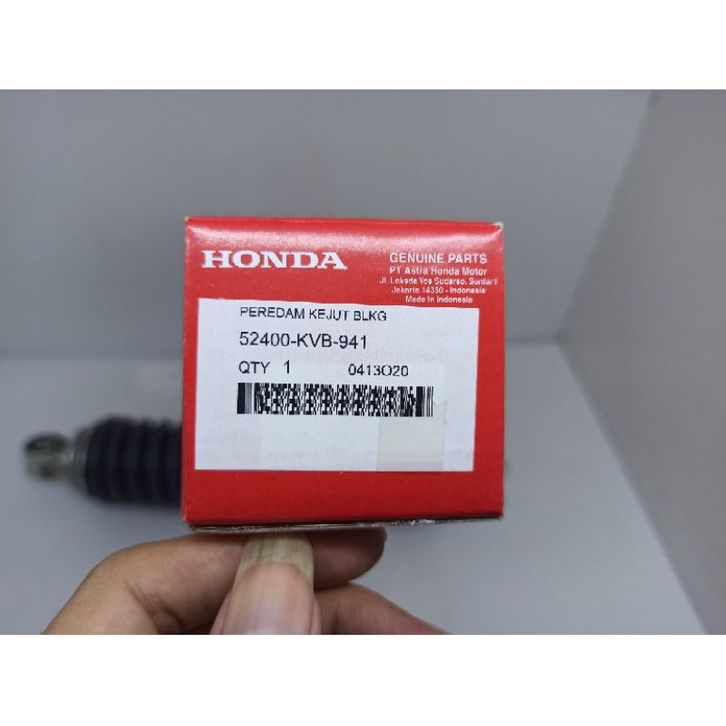 HONDA
GENUINE PARTS
PT Astra Honda Motor
Jl. Laksda Yos Sudarso, Sunter I
Jakarta 14350 - Indonesia
Made in Indonesia
PEREDAM KEJUT BLKG
52400-KVB-941
QTY 1 0413O20